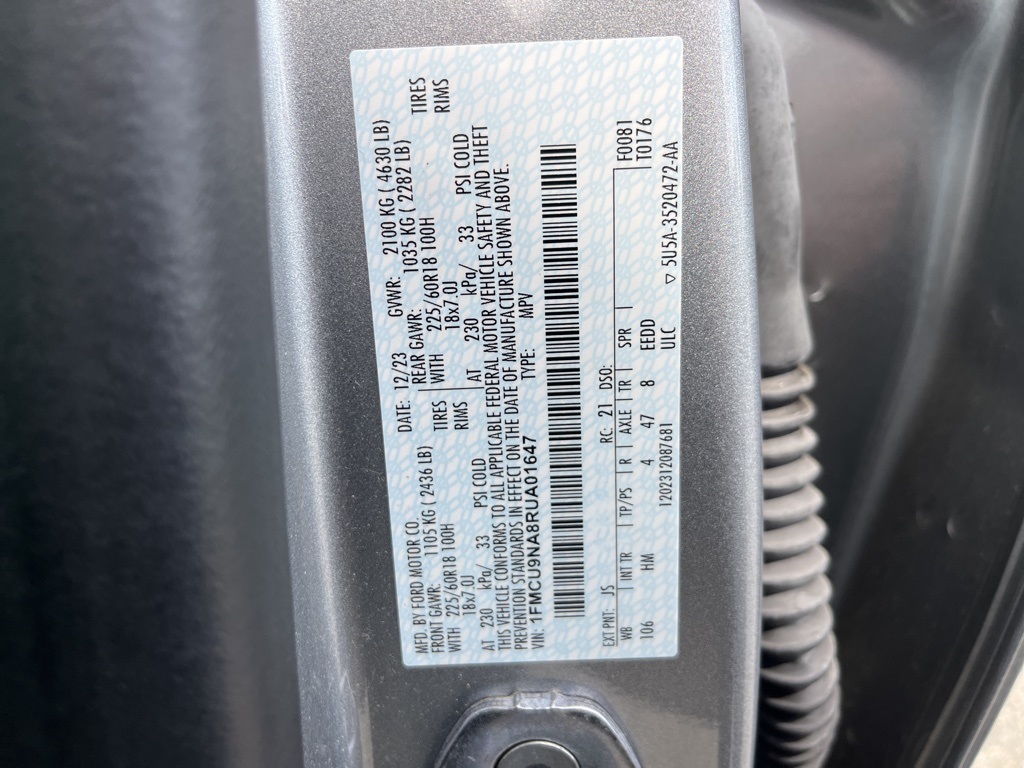 MFD. BY FORD MOTOR CO. DATE: 12/23 GVWR: 2100 KG ( 4630 LB)
FRONT GAWR: 1105 KG ( 2436 LB) REAR GAWR: 1035 KG ( 2282 LB)
WITH 225/60R18 100H TIRES WITH 225/60R18 100H TIRES
18x7.0J RIMS 18x7.0J RIMS
AT 230 kPa/ 33 PSI COLD AT 230 kPa/ 33 PSI COLD
THIS VEHICLE CONFORMS TO ALL APPLICABLE FEDERAL MOTOR VEHICLE SAFETY AND THEFT
PREVENTION STANDARDS IN EFFECT ON THE DATE OF MANUFACTURE SHOWN ABOVE.
VIN: 1FMCU9NA8RUA01647 TYPE: MPV
EXT PNT: JS RC: 21 DSO: F0081
WB INT TR TP/PS R AXLE TR SPR T0176
106 HM 4 47 8 EEDD
120231208 7681 ULC ▽ 5U5A-3520472-AA